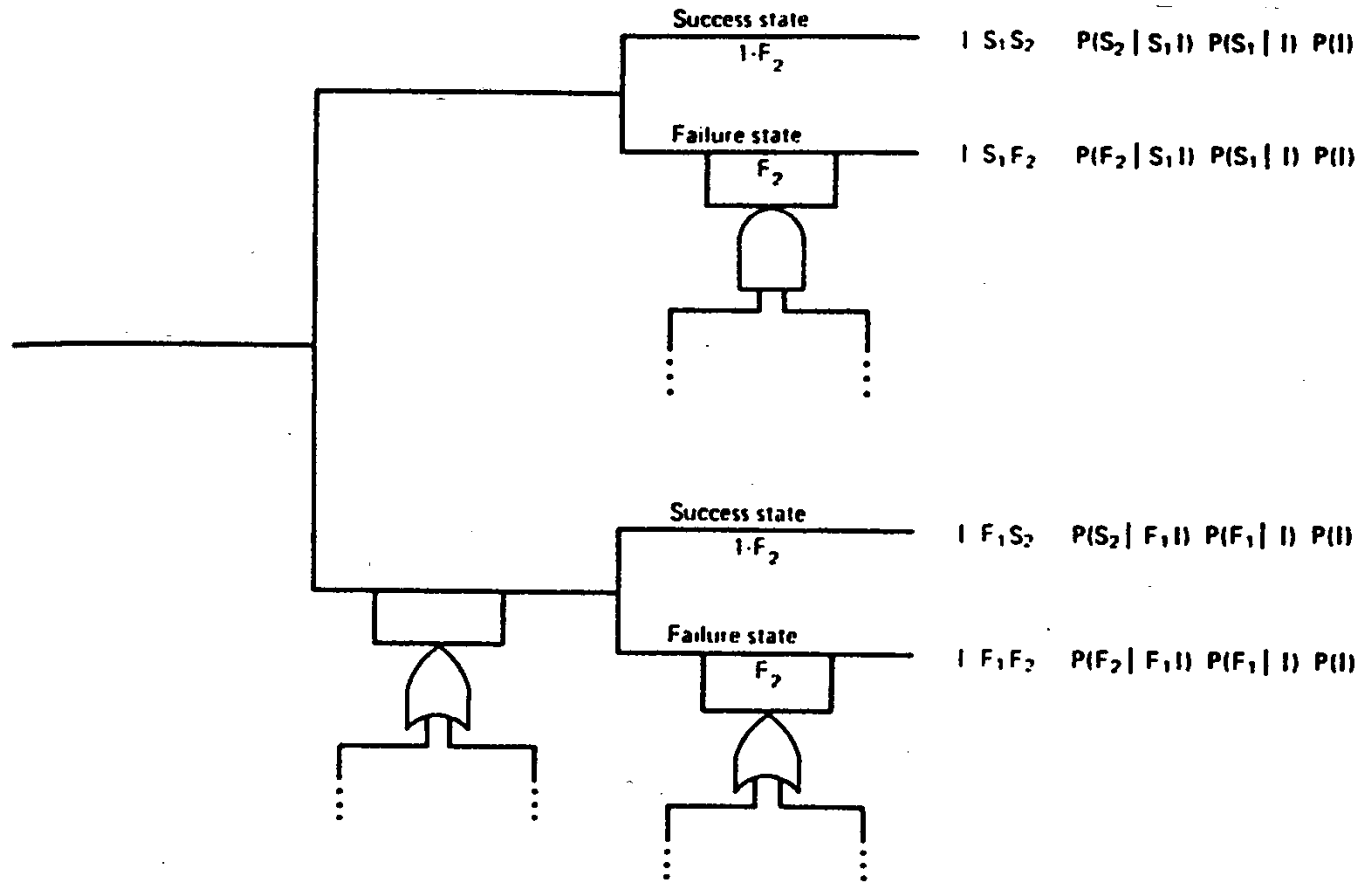 Success state
1-F₂
I S₁S₂ P(S₂ | S₁I) P(S₁ | I) P(I)
Failure state
F₂
I S₁F₂ P(F₂ | S₁I) P(S₁ | I) P(I)
Success state
1-F₂
I F₁S₂ P(S₂ | F₁I) P(F₁ | I) P(I)
Failure state
F₂
I F₁F₂ P(F₂ | F₁I) P(F₁ | I) P(I)